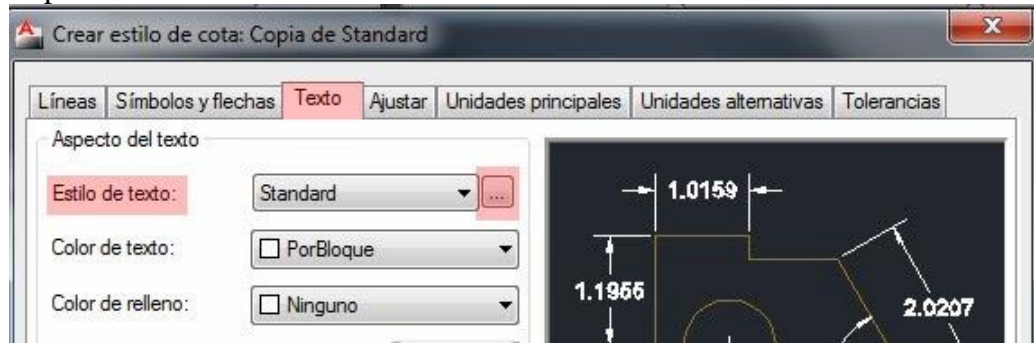 Crear estilo de cota: Copia de Standard
Líneas Símbolos y flechas Texto Ajustar Unidades principales Unidades alternativas Tolerancias
Aspecto del texto
Estilo de texto: Standard ...
Color de texto: PorBloque
Color de relleno: Ninguno
1.0159
1.1955
2.0207